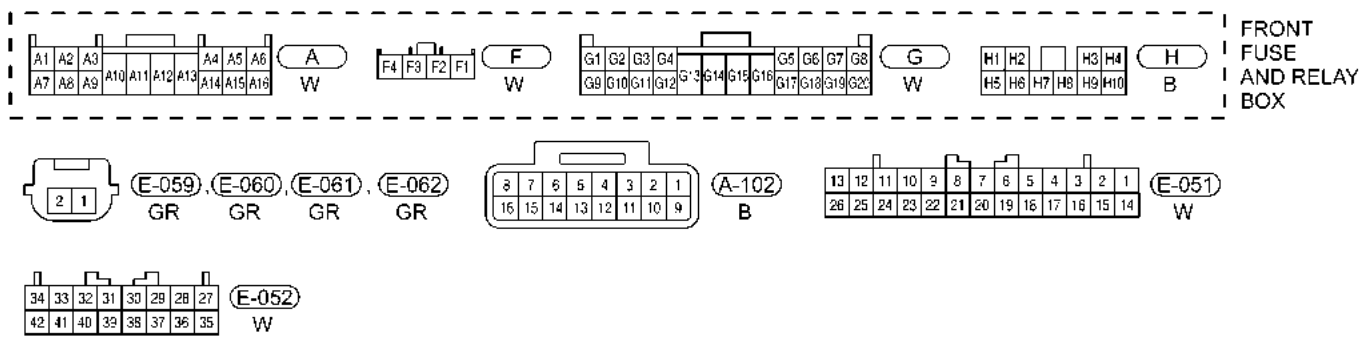 A1 A2 A3 A4 A5 A6 A
A7 A8 A9 A10 A11 A12 A13 A14 A15 A16 W
F4 F3 F2 F1 F
W
G1 G2 G3 G4 G5 G6 G7 G8 G
G9 G10 G11 G12 G13 G14 G15 G16 G17 G18 G19 G20 W
H1 H2 H3 H4 H
H5 H6 H7 H8 H9 H10 B
FRONT
FUSE
AND RELAY
BOX
2 1 E-059 , E-060 , E-061 , E-062
GR GR GR GR
8 7 6 5 4 3 2 1 A-102
16 15 14 13 12 11 10 9 B
13 12 11 10 9 8 7 6 5 4 3 2 1 E-051
26 25 24 23 22 21 20 19 18 17 16 15 14 W
34 33 32 31 30 29 28 27 E-052
42 41 40 39 38 37 36 35 W